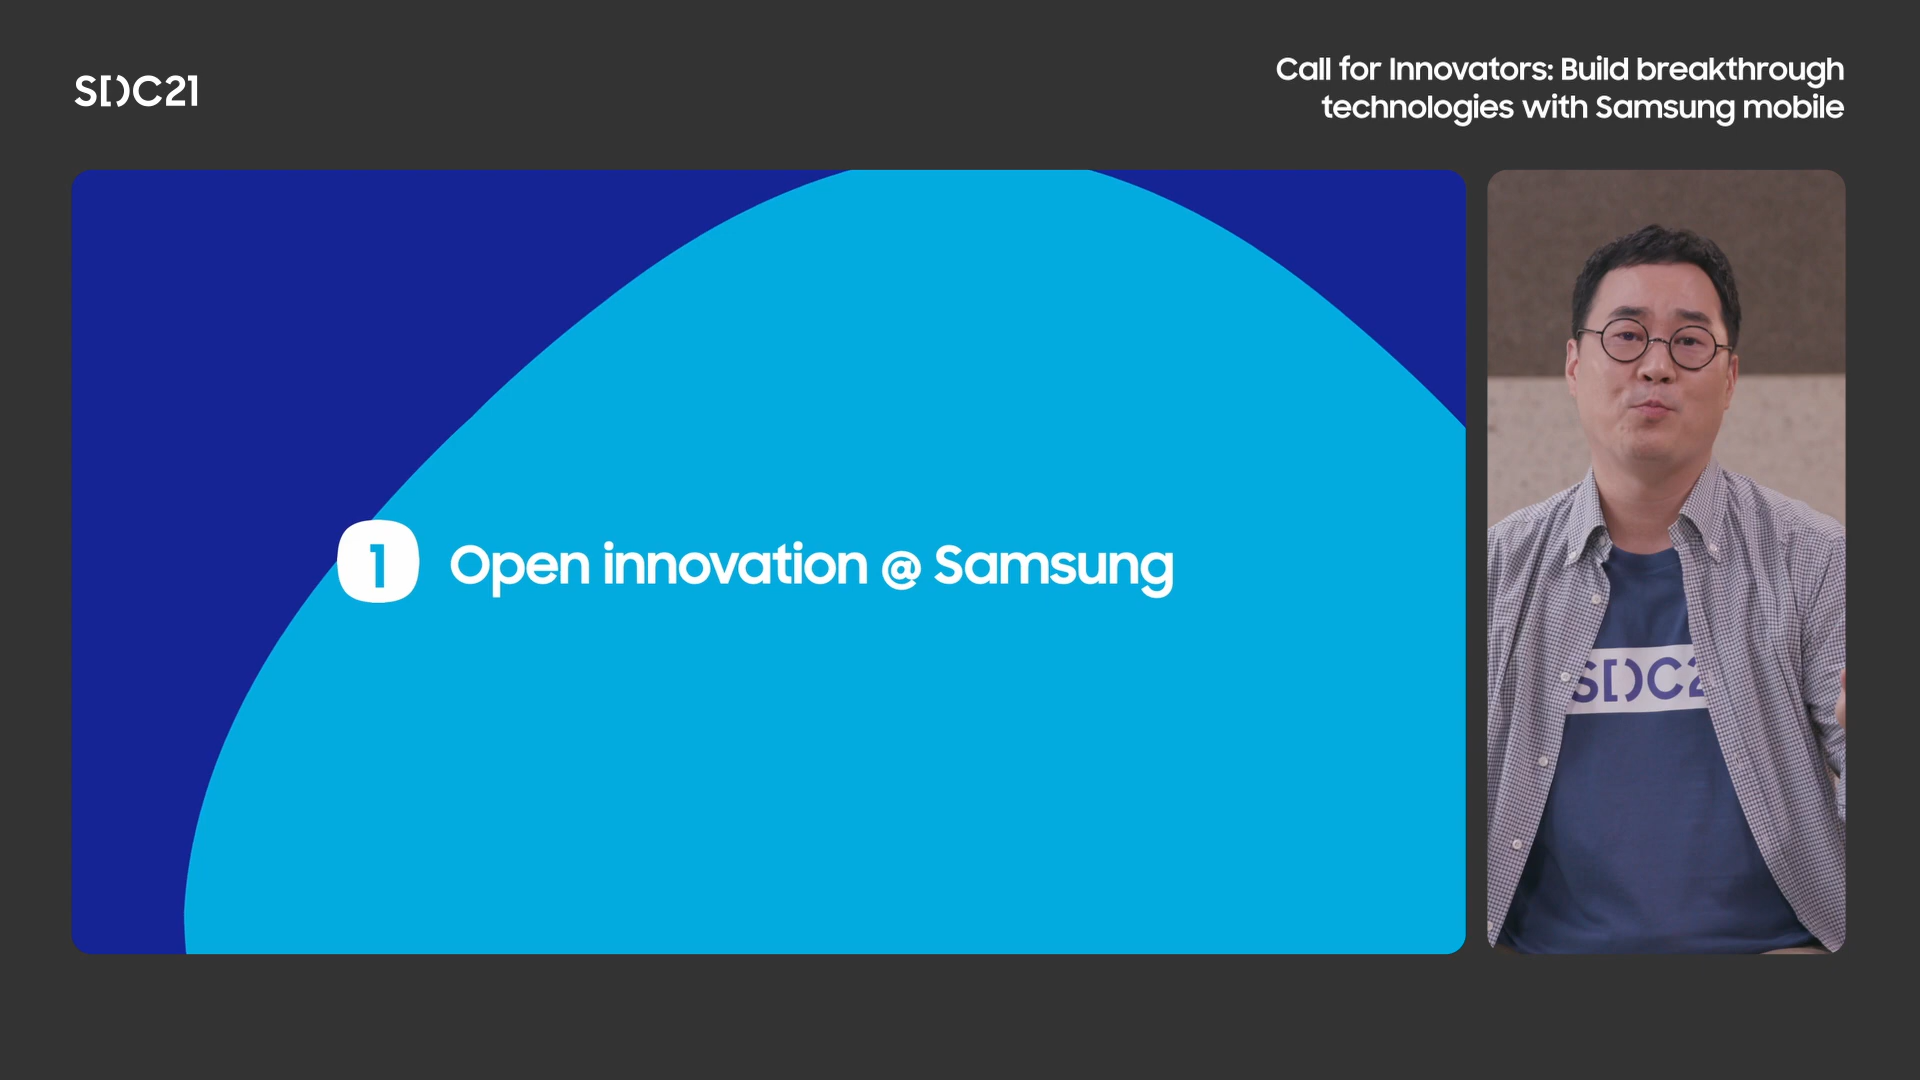 SDC21
Call for Innovators: Build breakthrough
technologies with Samsung mobile
1 Open innovation @ Samsung
SDC2